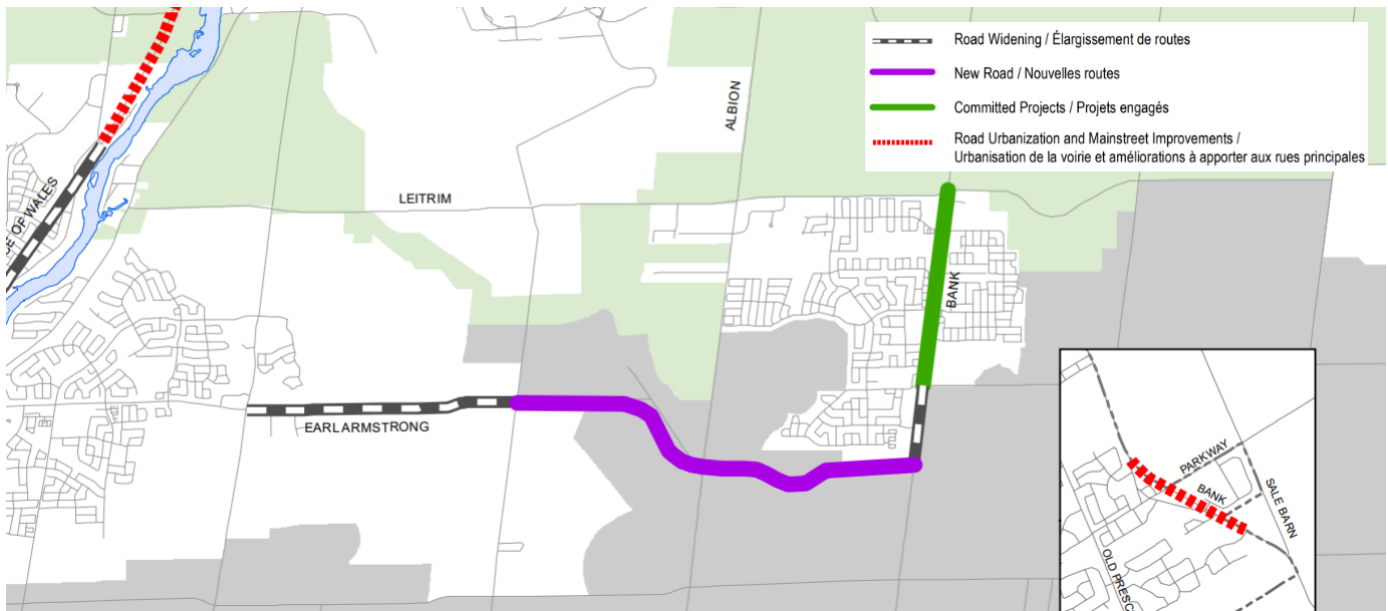 Road Widening / Élargissement de routes
New Road / Nouvelles routes
Committed Projects / Projets engagés
Road Urbanization and Mainstreet Improvements /
Urbanisation de la voirie et améliorations à apporter aux rues principales
ALBION
LEITRIM
OF WALES
BANK
EARL ARMSTRONG
PARKWAY
BANK
SALE BARN
OLD